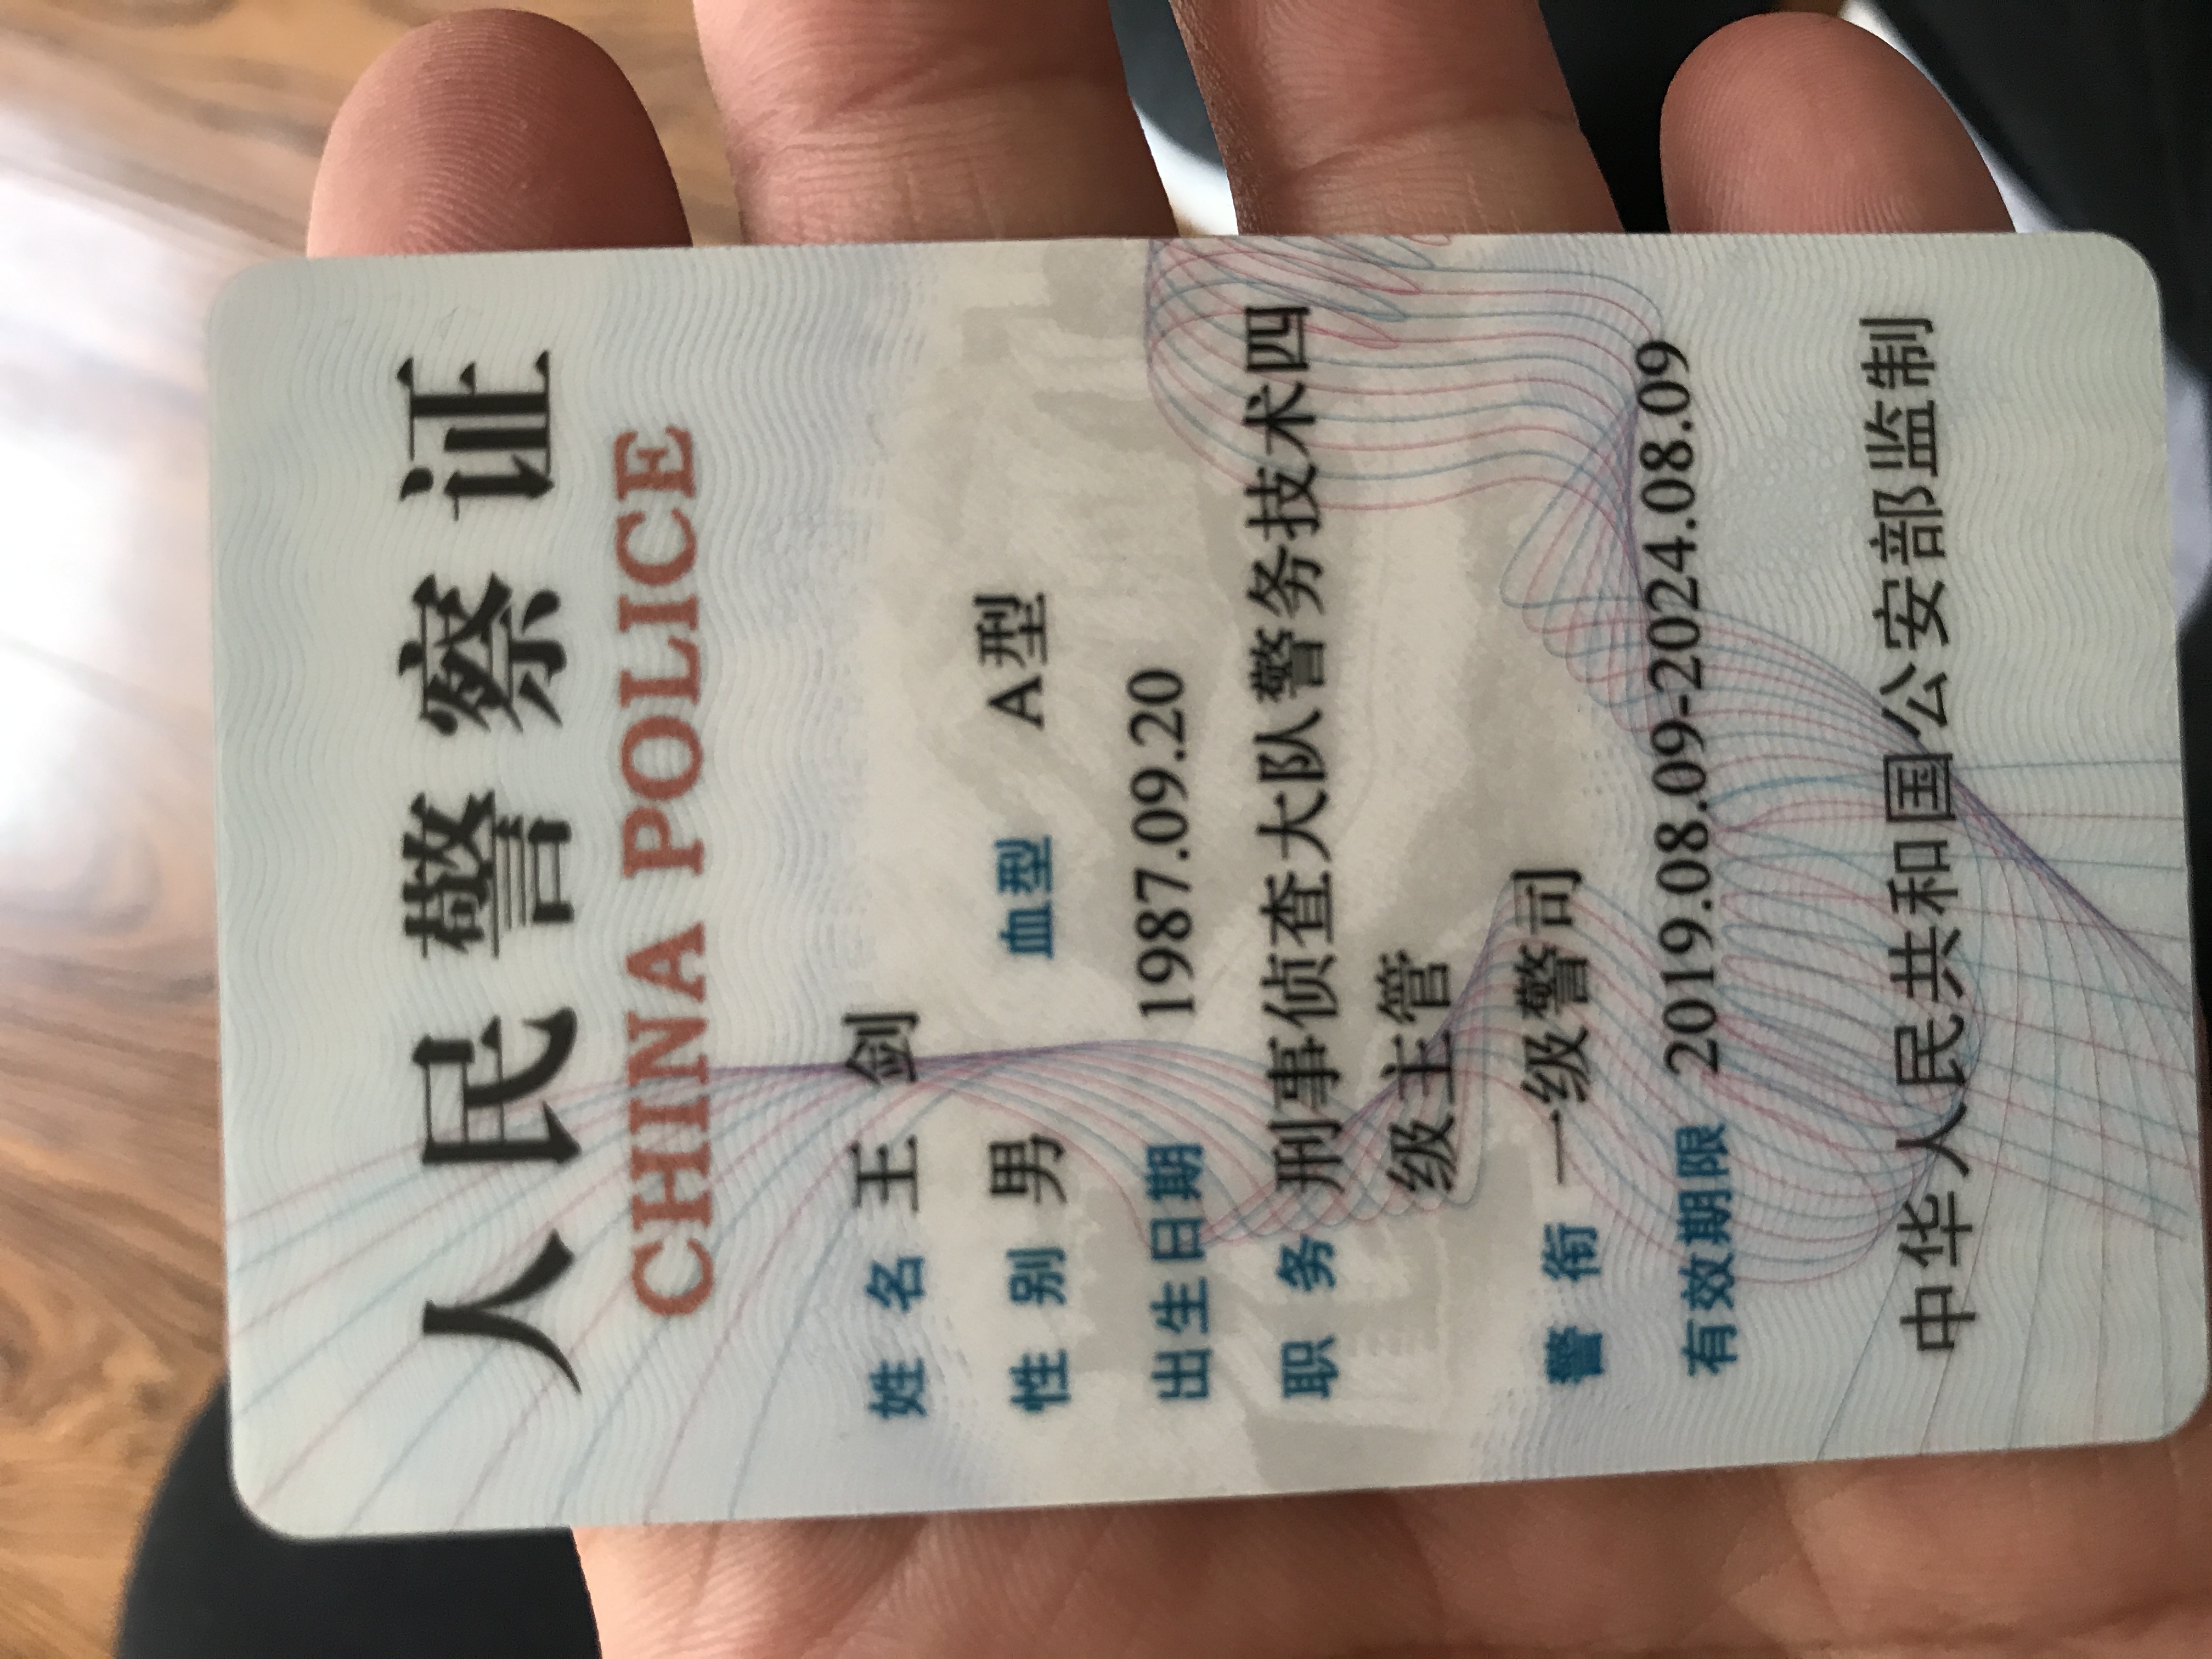 人民警察证
CHINA POLICE
姓 名 王 剑
性 别 男 血型 A型
出生日期 1987.09.20
职 务 刑事侦查大队警务技术四
级主管
警 衔 一级警司
有效期限 2019.08.09-2024.08.09
中华人民共和国公安部监制